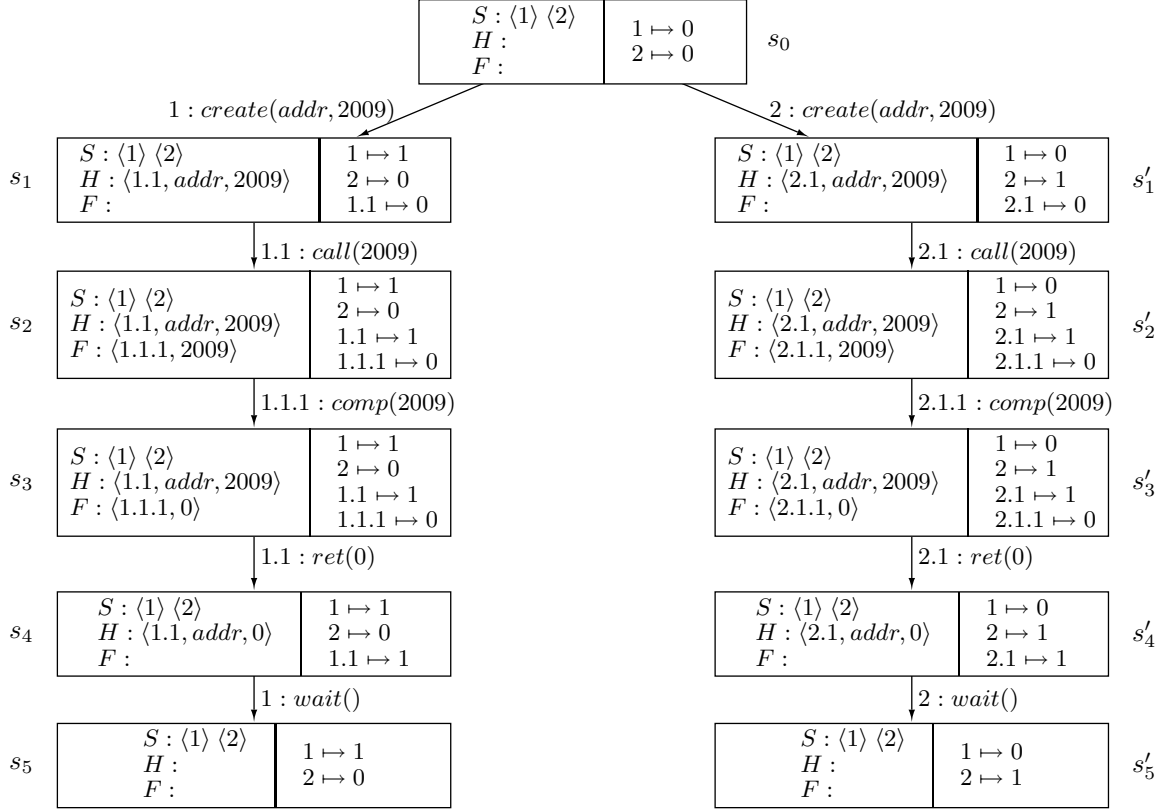 S : ⟨1⟩ ⟨2⟩
H :
F :
1 ↦ 0
2 ↦ 0
s₀
1 : create(addr, 2009)
2 : create(addr, 2009)
s₁
S : ⟨1⟩ ⟨2⟩
H : ⟨1.1, addr, 2009⟩
F :
1 ↦ 1
2 ↦ 0
1.1 ↦ 0
S : ⟨1⟩ ⟨2⟩
H : ⟨2.1, addr, 2009⟩
F :
1 ↦ 0
2 ↦ 1
2.1 ↦ 0
s′₁
1.1 : call(2009)
2.1 : call(2009)
s₂
S : ⟨1⟩ ⟨2⟩
H : ⟨1.1, addr, 2009⟩
F : ⟨1.1.1, 2009⟩
1 ↦ 1
2 ↦ 0
1.1 ↦ 1
1.1.1 ↦ 0
S : ⟨1⟩ ⟨2⟩
H : ⟨2.1, addr, 2009⟩
F : ⟨2.1.1, 2009⟩
1 ↦ 0
2 ↦ 1
2.1 ↦ 1
2.1.1 ↦ 0
s′₂
1.1.1 : comp(2009)
2.1.1 : comp(2009)
s₃
S : ⟨1⟩ ⟨2⟩
H : ⟨1.1, addr, 2009⟩
F : ⟨1.1.1, 0⟩
1 ↦ 1
2 ↦ 0
1.1 ↦ 1
1.1.1 ↦ 0
S : ⟨1⟩ ⟨2⟩
H : ⟨2.1, addr, 2009⟩
F : ⟨2.1.1, 0⟩
1 ↦ 0
2 ↦ 1
2.1 ↦ 1
2.1.1 ↦ 0
s′₃
1.1 : ret(0)
2.1 : ret(0)
s₄
S : ⟨1⟩ ⟨2⟩
H : ⟨1.1, addr, 0⟩
F :
1 ↦ 1
2 ↦ 0
1.1 ↦ 1
S : ⟨1⟩ ⟨2⟩
H : ⟨2.1, addr, 0⟩
F :
1 ↦ 0
2 ↦ 1
2.1 ↦ 1
s′₄
1 : wait()
2 : wait()
s₅
S : ⟨1⟩ ⟨2⟩
H :
F :
1 ↦ 1
2 ↦ 0
S : ⟨1⟩ ⟨2⟩
H :
F :
1 ↦ 0
2 ↦ 1
s′₅